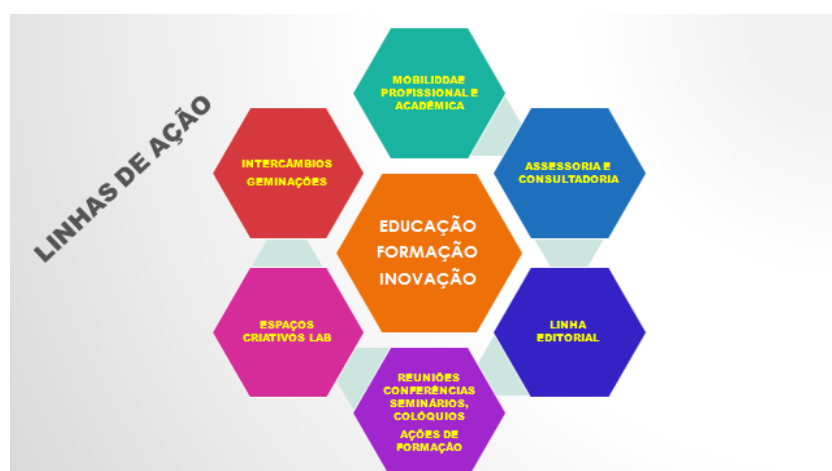 LINHAS DE AÇÃO
MOBILIDDAE
PROFISSIONAL E
ACADÊMICA
ASSESSORIA E
CONSULTADORIA
LINHA
EDITORIAL
REUNIÕES
CONFERÊNCIAS
SEMINÁRIOS,
COLÓQUIOS
AÇÕES DE
FORMAÇÃO
ESPAÇOS
CRIATIVOS LAB
INTERCÂMBIOS
GEMINAÇÕES
EDUCAÇÃO
FORMAÇÃO
INOVAÇÃO